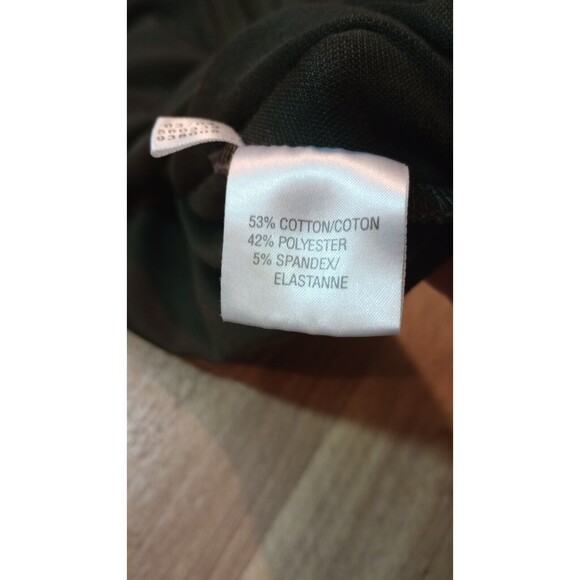 53% COTTON/COTON
42% POLYESTER
5% SPANDEX/
ELASTANNE